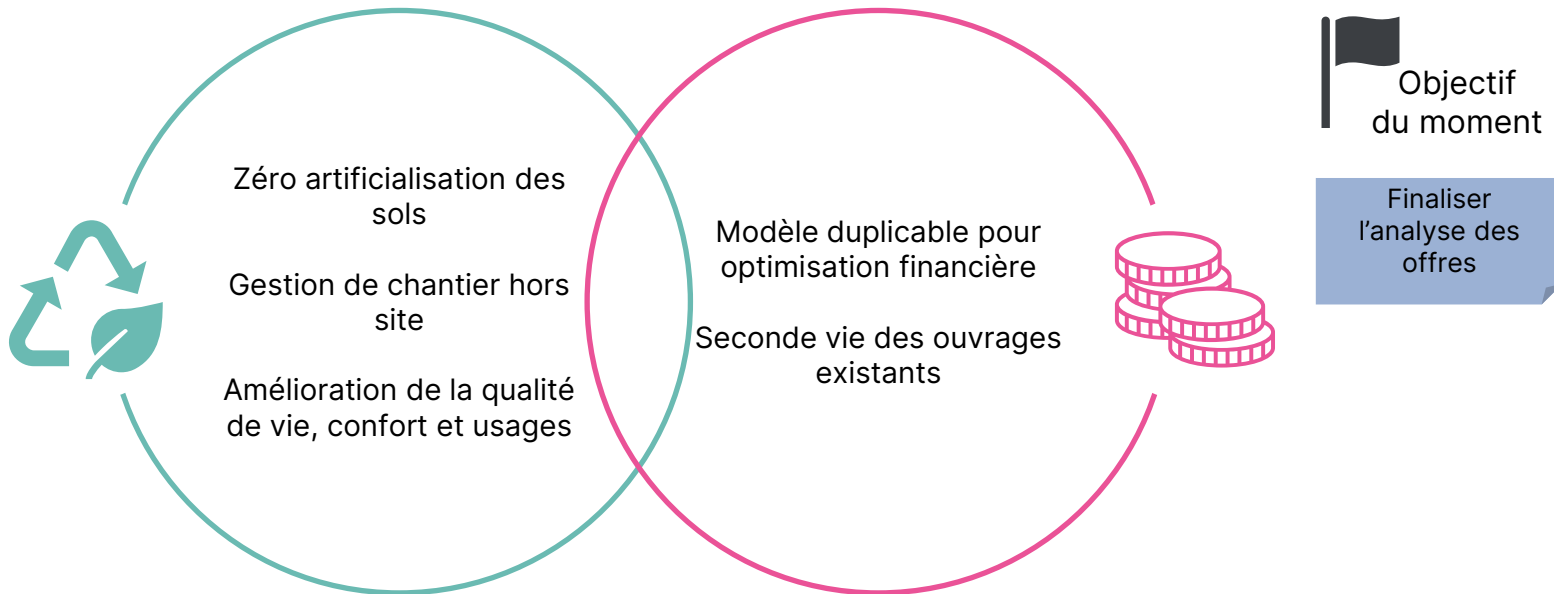 Zéro artificialisation des
sols
Gestion de chantier hors
site
Amélioration de la qualité
de vie, confort et usages
Modèle duplicable pour
optimisation financière
Seconde vie des ouvrages
existants
Objectif
du moment
Finaliser
l’analyse des
offres